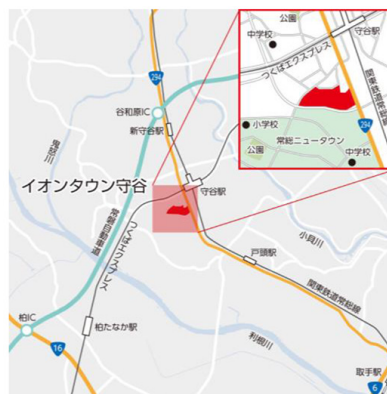 公園
中学校
守谷駅
つくばエクスプレス
関東鉄道常総線
294
小学校
常総ニュータウン
公園
中学校
294
谷和原IC
新守谷駅
鬼怒川
イオンタウン守谷
守谷駅
常磐自動車道
つくばエクスプレス
小貝川
戸頭駅
関東鉄道常総線
柏IC
柏たなか駅
16
利根川
取手駅
6